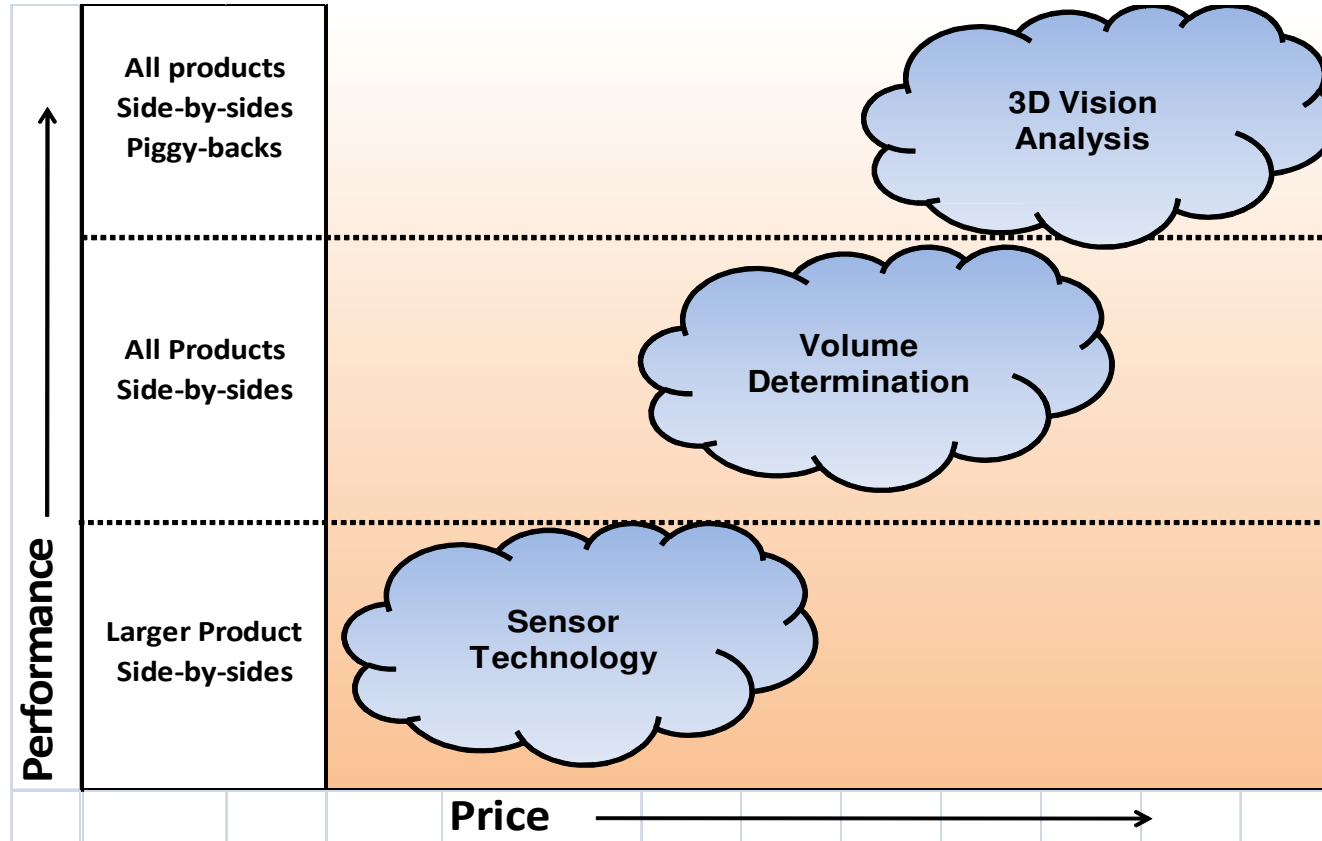 All products
Side-by-sides
Piggy-backs
3D Vision
Analysis
All Products
Side-by-sides
Volume
Determination
Larger Product
Side-by-sides
Sensor
Technology
Performance
Price